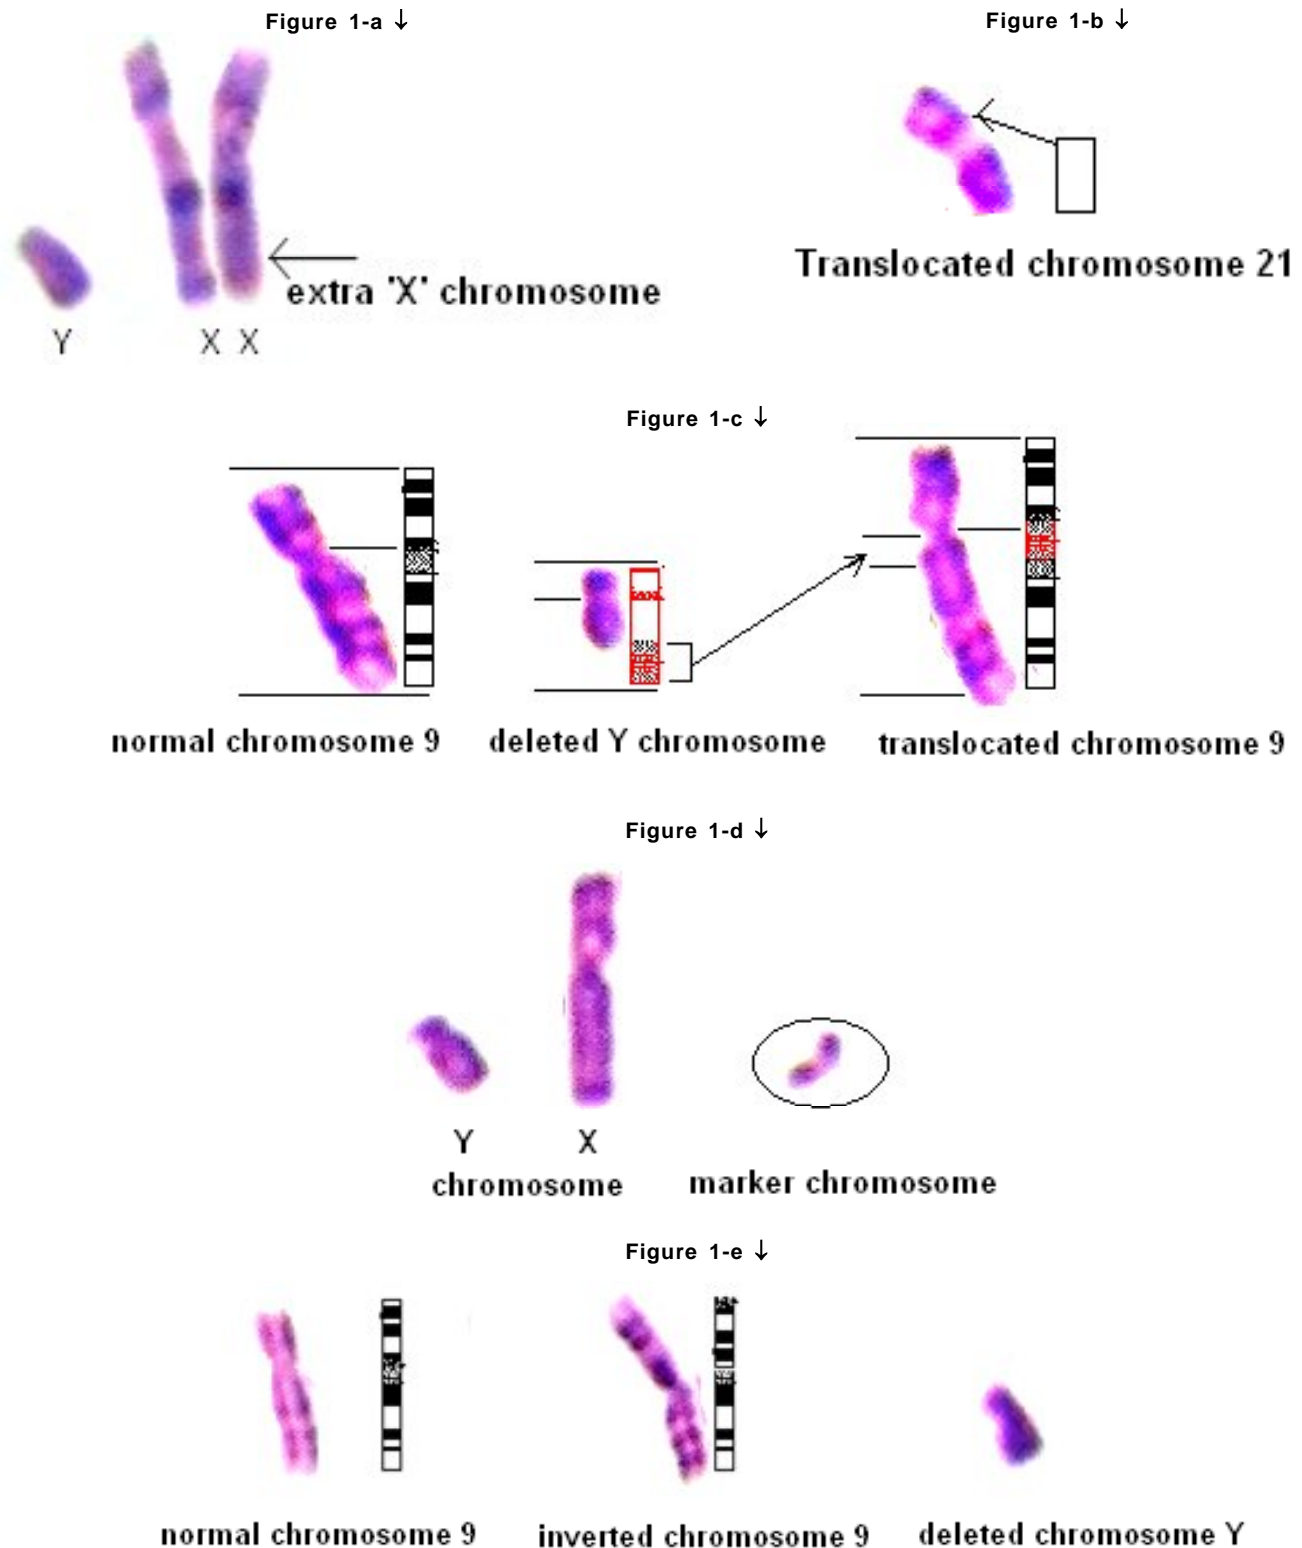 Figure 1-a ↓
Figure 1-b ↓
extra 'X' chromosome
Y X X
Translocated chromosome 21
Figure 1-c ↓
normal chromosome 9
deleted Y chromosome
translocated chromosome 9
Figure 1-d ↓
Y X
chromosome
marker chromosome
Figure 1-e ↓
normal chromosome 9
inverted chromosome 9
deleted chromosome Y